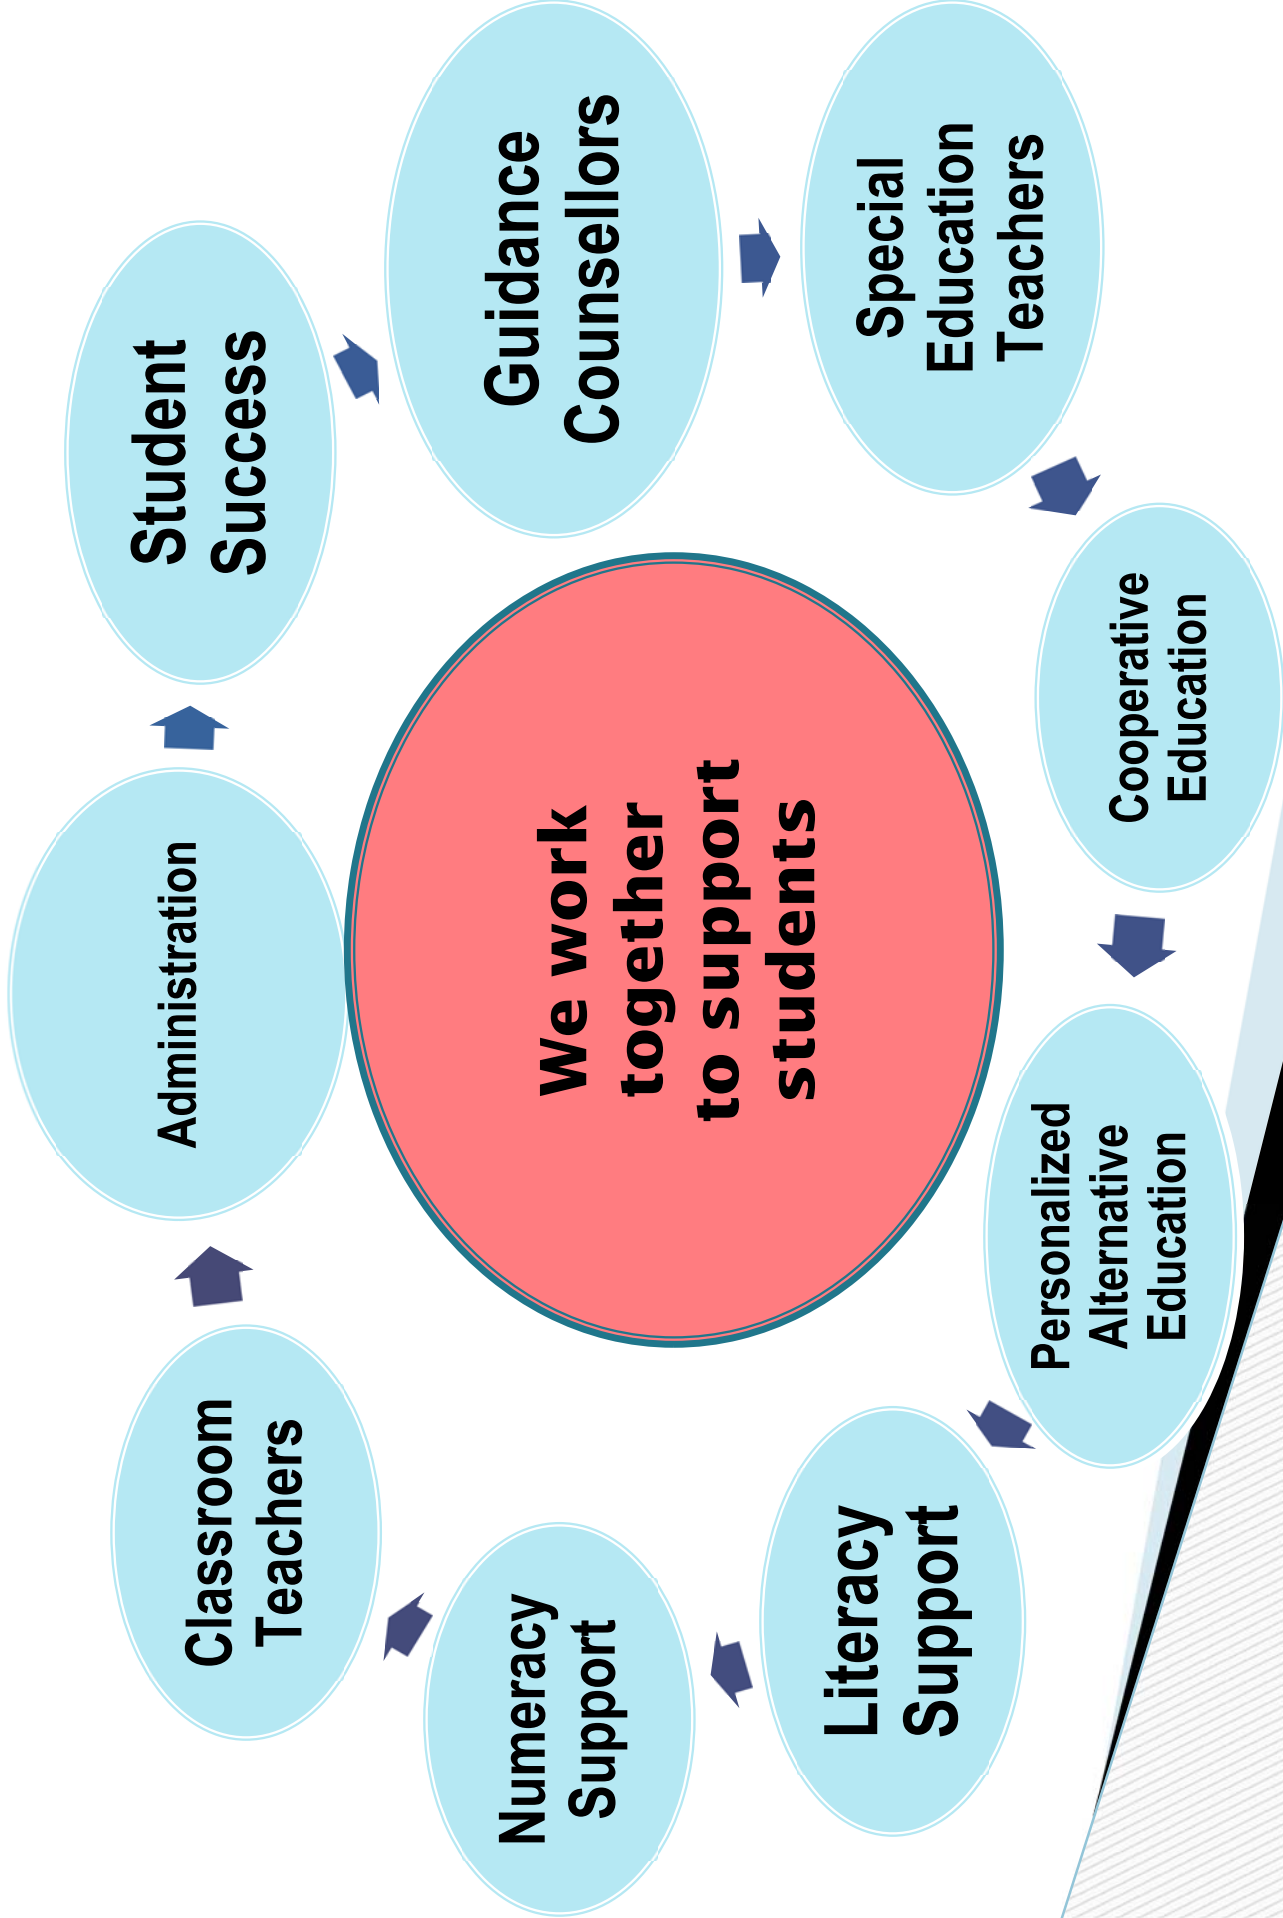 We work
together
to support
students
Administration
Student
Success
Guidance
Counsellors
Special
Education
Teachers
Cooperative
Education
Personalized
Alternative
Education
Literacy
Support
Numeracy
Support
Classroom
Teachers